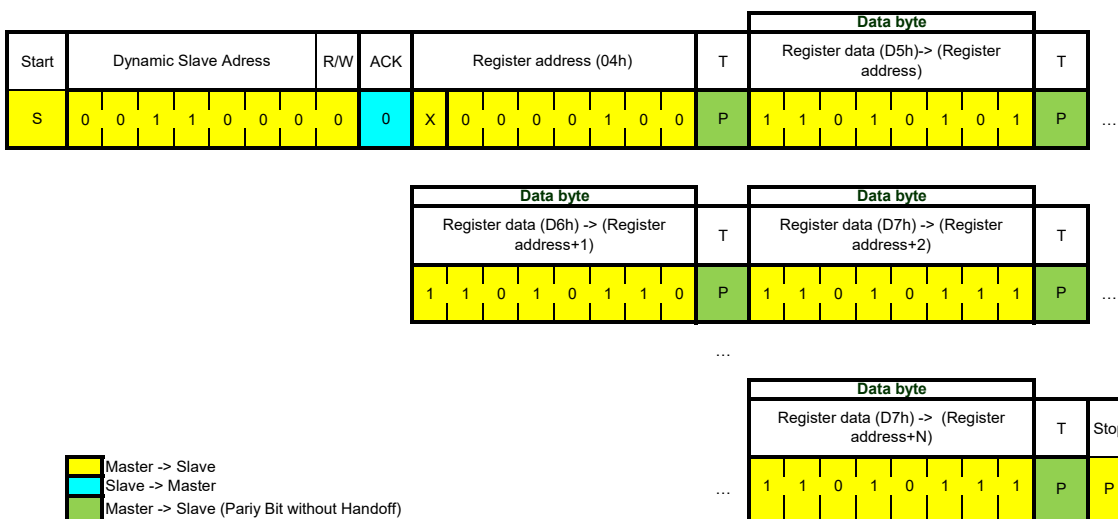 Data byte
Start Dynamic Slave Adress R/W ACK Register address (04h) T Register data (D5h)-> (Register T
address)
S 0 0 1 1 0 0 0 0 0 X 0 0 0 0 1 0 0 P 1 1 0 1 0 1 0 1 P ...
Data byte Data byte
Register data (D6h) -> (Register T Register data (D7h) -> (Register T
address+1) address+2)
1 1 0 1 0 1 1 0 P 1 1 0 1 0 1 1 1 P ...
...
Data byte
Register data (D7h) -> (Register T Stop
address+N)
... 1 1 0 1 0 1 1 1 P P
Master -> Slave
Slave -> Master
Master -> Slave (Pariy Bit without Handoff)